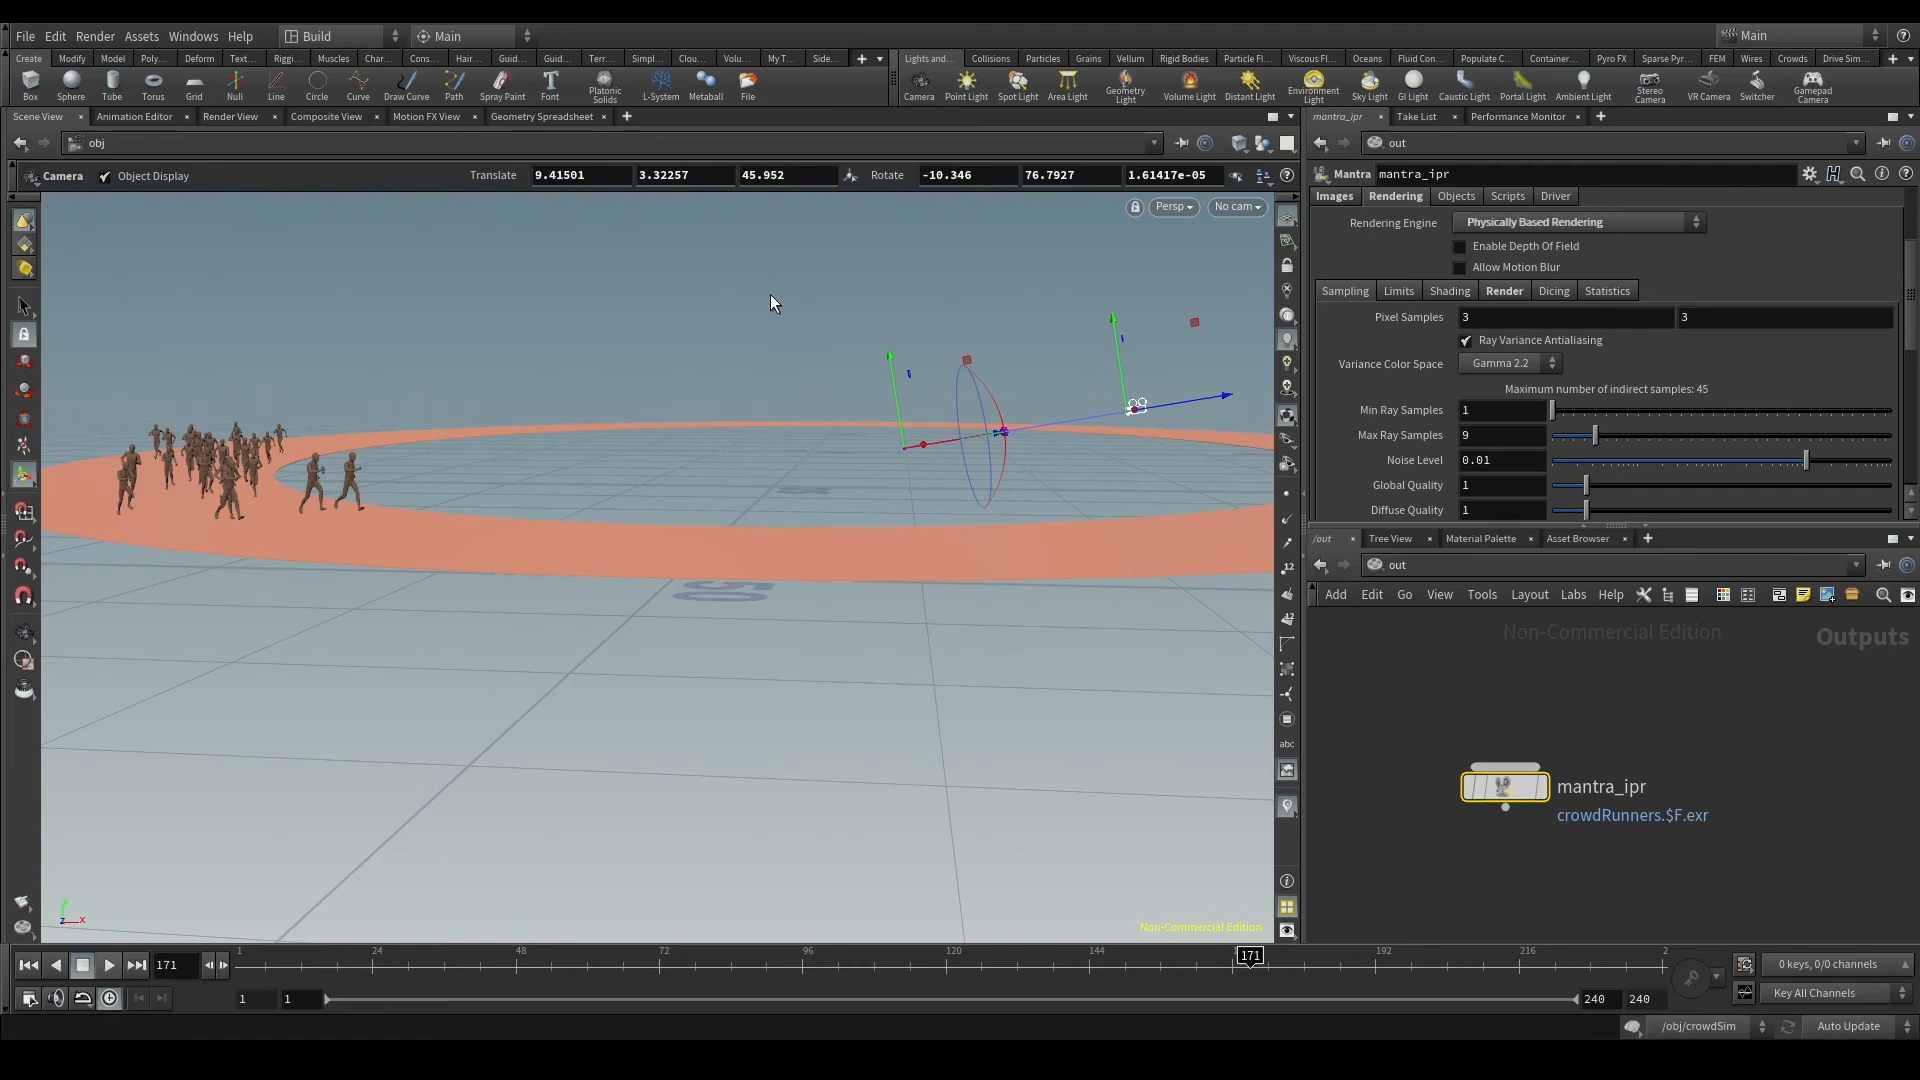 File Edit Render Assets Windows Help Build Main Main
Create Modify Model Poly... Deform Text... Riggi... Muscles Char... Cons... Hair... Guid... Guid... Terr... Simpl... Clou... Volu... My T... Side... Lights and... Collisions Particles Grains Vellum Rigid Bodies Particle Fl... Viscous Fl... Oceans Fluid Con... Populate C... Container... Pyro FX Sparse Pyr... FEM Wires Crowds Drive Sim...
Box Sphere Tube Torus Grid Null Line Circle Curve Draw Curve Path Spray Paint Font Platonic Solids L-System Metaball File Camera Point Light Spot Light Area Light Geometry Light Volume Light Distant Light Environment Light Sky Light GI Light Caustic Light Portal Light Ambient Light Stereo Camera VR Camera Switcher Gamepad Camera
Scene View Animation Editor Render View Composite View Motion FX View Geometry Spreadsheet
obj
Camera Object Display Translate 9.41501 3.32257 45.952 Rotate -10.346 76.7927 1.61417e-05
Persp No cam
50
Non-Commercial Edition
12
abc
mantra_ipr Take List Performance Monitor
out
Mantra mantra_ipr
Images Rendering Objects Scripts Driver
Rendering Engine Physically Based Rendering
Enable Depth Of Field
Allow Motion Blur
Sampling Limits Shading Render Dicing Statistics
Pixel Samples 3 3
Ray Variance Antialiasing
Variance Color Space Gamma 2.2
Maximum number of indirect samples: 45
Min Ray Samples 1
Max Ray Samples 9
Noise Level 0.01
Global Quality 1
Diffuse Quality 1
/out Tree View Material Palette Asset Browser
out
Add Edit Go View Tools Layout Labs Help
Non-Commercial Edition Outputs
mantra_ipr
crowdRunners.$F.exr
z x
171 1 24 48 72 96 120 144 171 192 216 2
0 keys, 0/0 channels
1 1 240 240 Key All Channels
/obj/crowdSim Auto Update